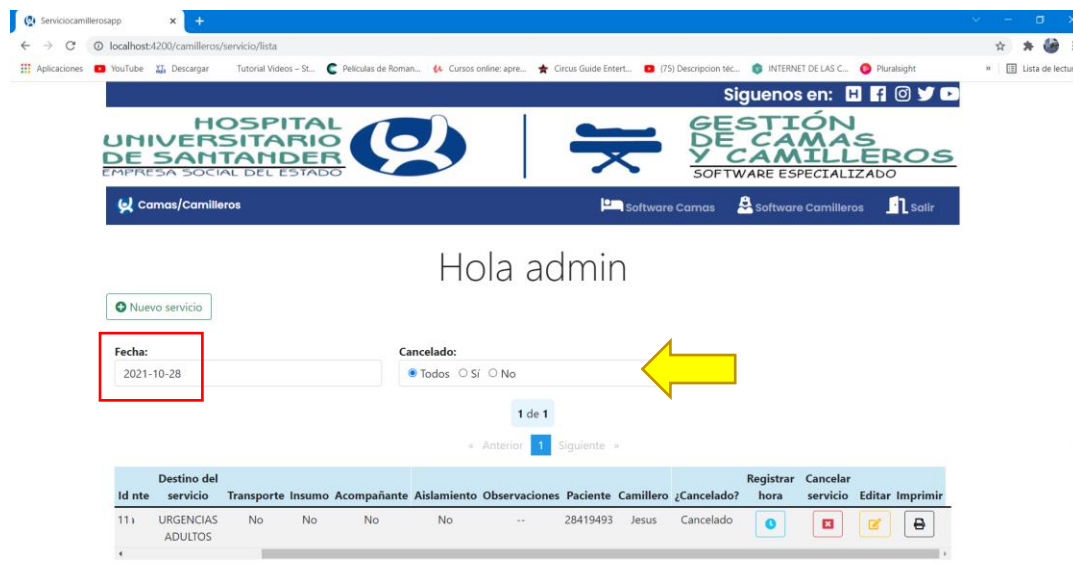 Serviciocamillerosapp
localhost:4200/camilleros/servicio/lista
Aplicaciones YouTube Descargar Tutorial Videos – St... Películas de Roman... Cursos online: apre... Circus Guide Entert... (75) Descripcion téc... INTERNET DE LAS C... Pluralsight » Lista de lectur
Siguenos en:
HOSPITAL
UNIVERSITARIO
DE SANTANDER
EMPRESA SOCIAL DEL ESTADO
GESTIÓN
DE CAMAS
Y CAMILLEROS
SOFTWARE ESPECIALIZADO
Camas/Camilleros Software Camas Software Camilleros Salir
Hola admin
Nuevo servicio
Fecha: Cancelado:
2021-10-28 Todos Sí No
1 de 1
« Anterior 1 Siguiente »
Id nte Destino del servicio Transporte Insumo Acompañante Aislamiento Observaciones Paciente Camillero ¿Cancelado? Registrar hora Cancelar servicio Editar Imprimir
11 URGENCIAS ADULTOS No No No No -- 28419493 Jesus Cancelado